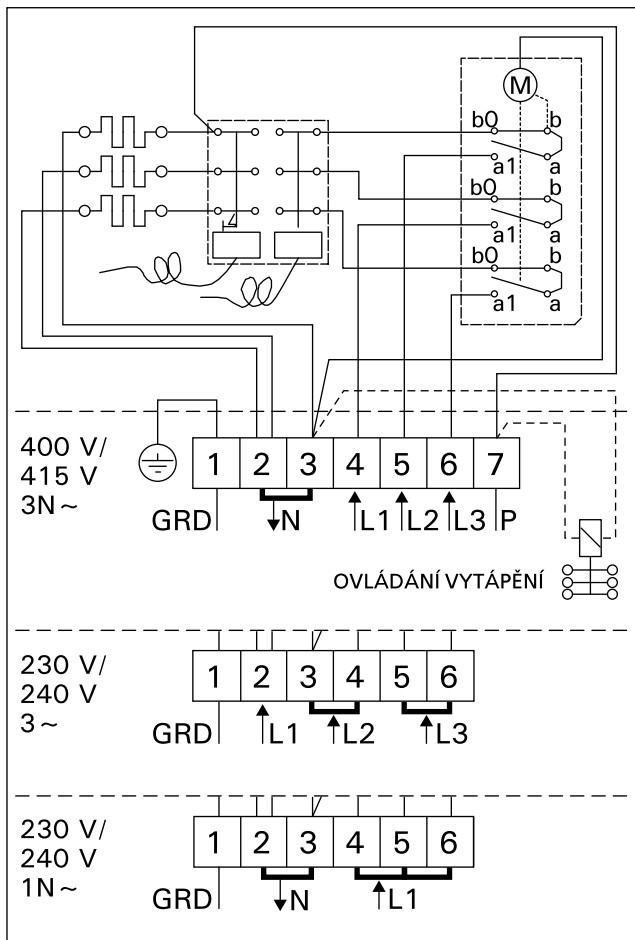 M
b0 b
a1 a
b0 b
a1 a
b0 b
a1 a
400 V/
415 V
3N~
1 2 3 4 5 6 7
GRD N L1 L2 L3 P
OVLÁDÁNÍ VYTÁPĚNÍ
230 V/
240 V
3~
1 2 3 4 5 6
GRD L1 L2 L3
230 V/
240 V
1N~
1 2 3 4 5 6
GRD N L1